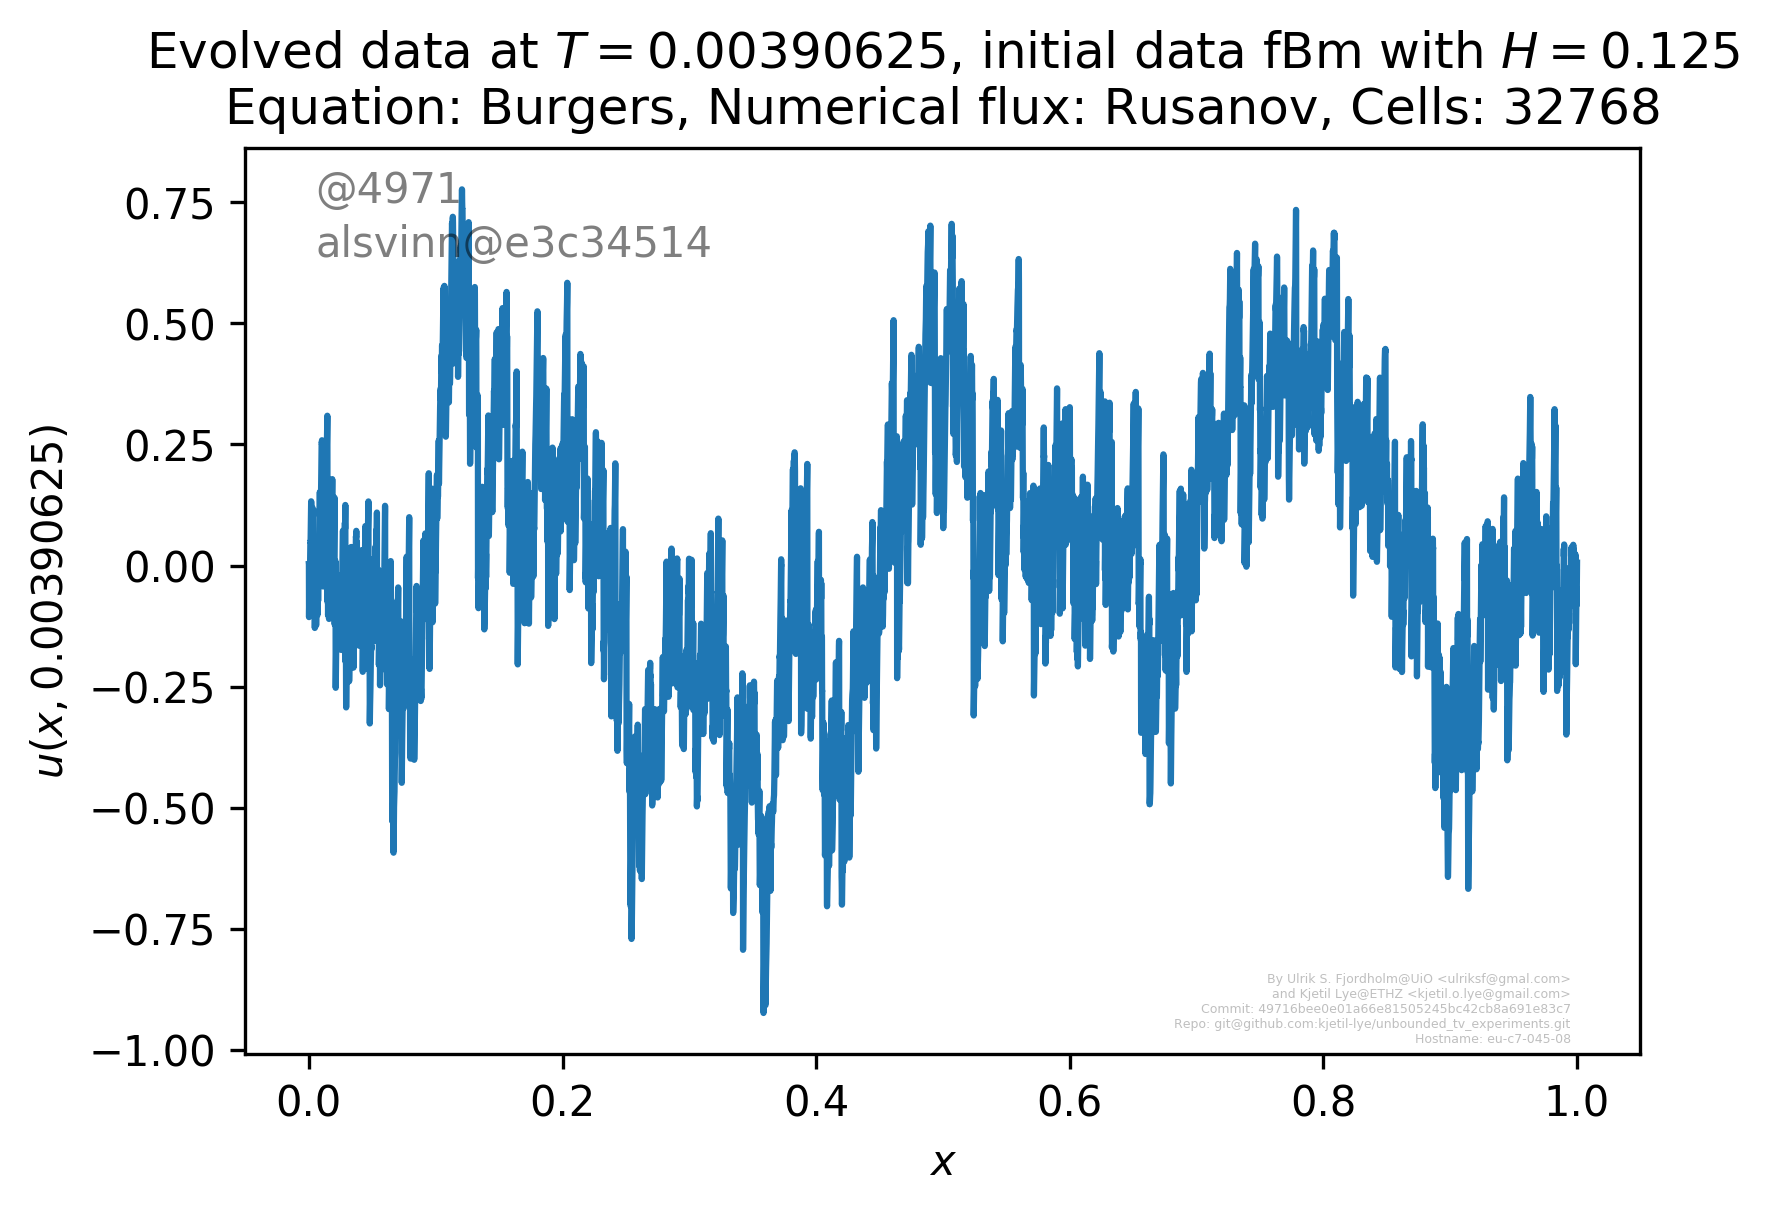 Evolved data at T = 0.00390625, initial data fBm with H = 0.125
Equation: Burgers, Numerical flux: Rusanov, Cells: 32768
@4971
alsvinn@e3c34514
0.75
0.50
0.25
0.00
−0.25
−0.50
−0.75
−1.00
u(x, 0.00390625)
By Ulrik S. Fjordholm@UiO <ulriksf@gmal.com>
and Kjetil Lye@ETHZ <kjetil.o.lye@gmail.com>
Commit: 49716bee0e01a66e81505245bc42cb8a691e83c7
Repo: git@github.com:kjetil-lye/unbounded_tv_experiments.git
Hostname: eu-c7-045-08
0.0 0.2 0.4 0.6 0.8 1.0
x